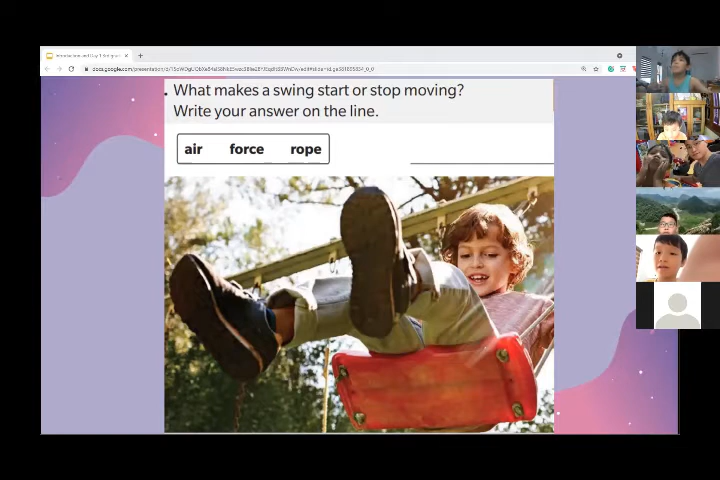 What makes a swing start or stop moving?
Write your answer on the line.
air force rope